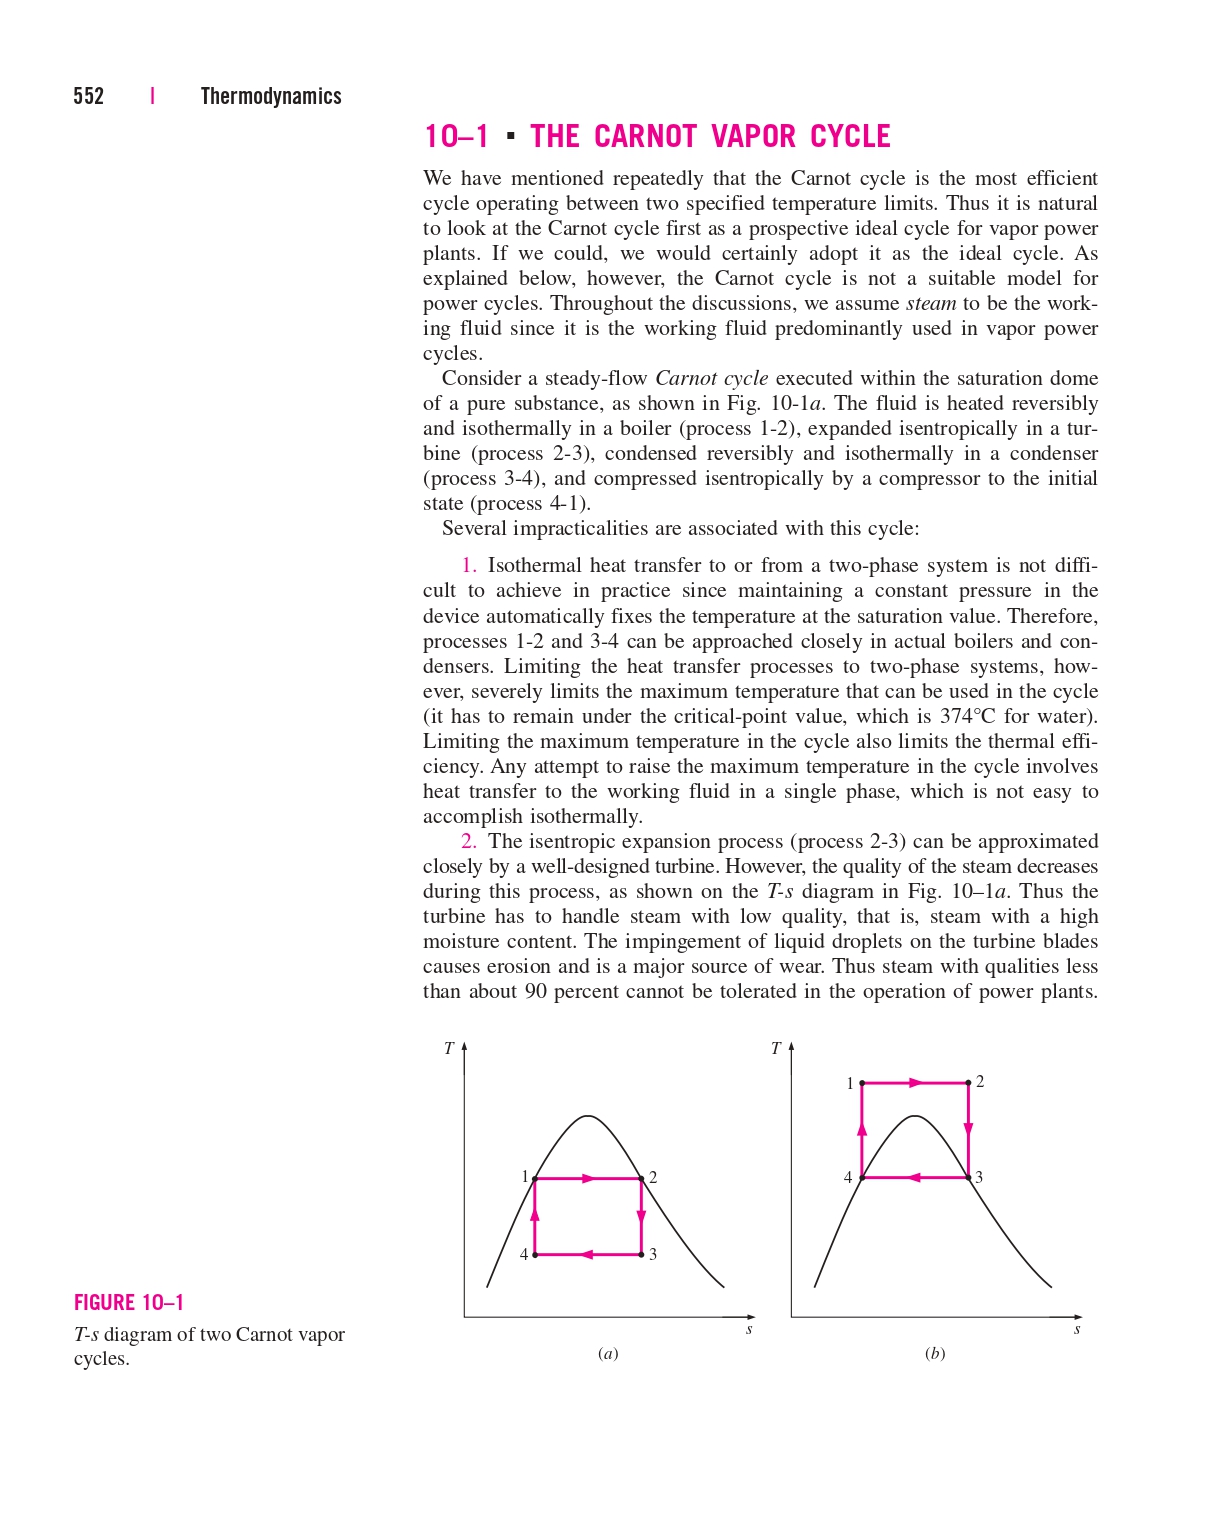 552 | Thermodynamics
10–1 ▪ THE CARNOT VAPOR CYCLE
We have mentioned repeatedly that the Carnot cycle is the most efficient
cycle operating between two specified temperature limits. Thus it is natural
to look at the Carnot cycle first as a prospective ideal cycle for vapor power
plants. If we could, we would certainly adopt it as the ideal cycle. As
explained below, however, the Carnot cycle is not a suitable model for
power cycles. Throughout the discussions, we assume steam to be the work-
ing fluid since it is the working fluid predominantly used in vapor power
cycles.
Consider a steady-flow Carnot cycle executed within the saturation dome
of a pure substance, as shown in Fig. 10-1a. The fluid is heated reversibly
and isothermally in a boiler (process 1-2), expanded isentropically in a tur-
bine (process 2-3), condensed reversibly and isothermally in a condenser
(process 3-4), and compressed isentropically by a compressor to the initial
state (process 4-1).
Several impracticalities are associated with this cycle:
1. Isothermal heat transfer to or from a two-phase system is not diffi-
cult to achieve in practice since maintaining a constant pressure in the
device automatically fixes the temperature at the saturation value. Therefore,
processes 1-2 and 3-4 can be approached closely in actual boilers and con-
densers. Limiting the heat transfer processes to two-phase systems, how-
ever, severely limits the maximum temperature that can be used in the cycle
(it has to remain under the critical-point value, which is 374°C for water).
Limiting the maximum temperature in the cycle also limits the thermal effi-
ciency. Any attempt to raise the maximum temperature in the cycle involves
heat transfer to the working fluid in a single phase, which is not easy to
accomplish isothermally.
2. The isentropic expansion process (process 2-3) can be approximated
closely by a well-designed turbine. However, the quality of the steam decreases
during this process, as shown on the T-s diagram in Fig. 10–1a. Thus the
turbine has to handle steam with low quality, that is, steam with a high
moisture content. The impingement of liquid droplets on the turbine blades
causes erosion and is a major source of wear. Thus steam with qualities less
than about 90 percent cannot be tolerated in the operation of power plants.
T
1
2
4
3
s
(a)
T
1
2
4
3
s
(b)
FIGURE 10–1
T-s diagram of two Carnot vapor
cycles.